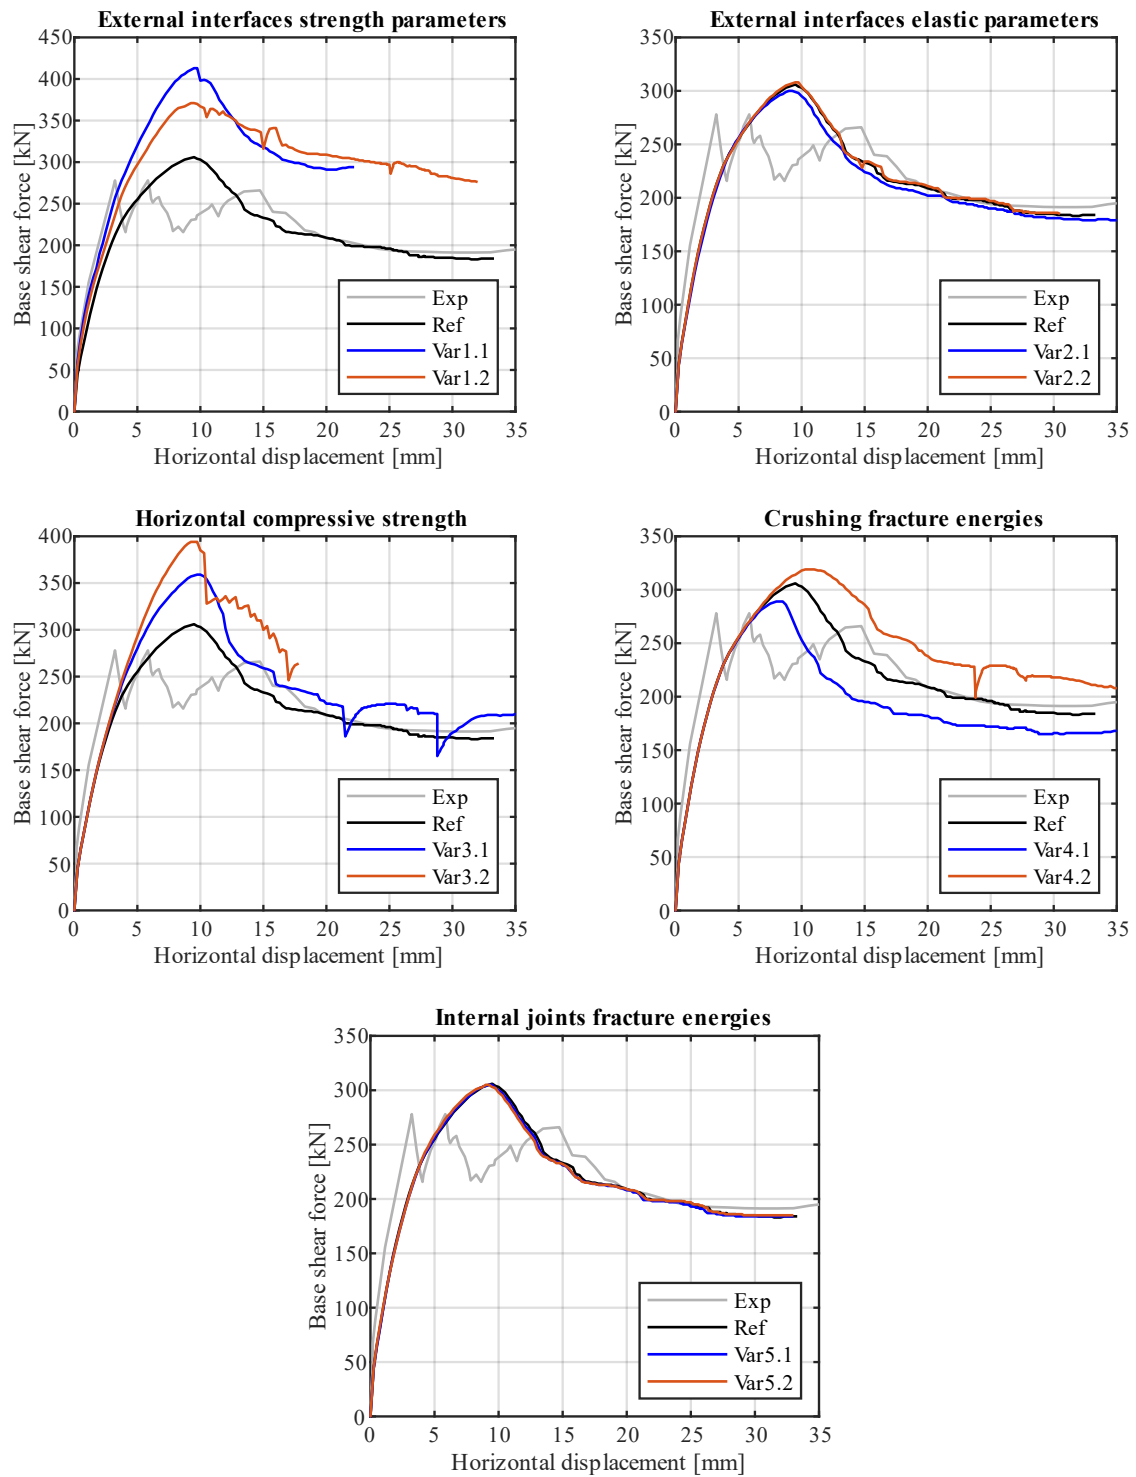 External interfaces strength parameters
450
400
350
300
250
200
150
100
50
0
Base shear force [kN]
0 5 10 15 20 25 30 35
Horizontal displacement [mm]
Exp
Ref
Var1.1
Var1.2
External interfaces elastic parameters
350
300
250
200
150
100
50
0
Base shear force [kN]
0 5 10 15 20 25 30 35
Horizontal displacement [mm]
Exp
Ref
Var2.1
Var2.2
Horizontal compressive strength
400
350
300
250
200
150
100
50
0
Base shear force [kN]
0 5 10 15 20 25 30 35
Horizontal displacement [mm]
Exp
Ref
Var3.1
Var3.2
Crushing fracture energies
350
300
250
200
150
100
50
0
Base shear force [kN]
0 5 10 15 20 25 30 35
Horizontal displacement [mm]
Exp
Ref
Var4.1
Var4.2
Internal joints fracture energies
350
300
250
200
150
100
50
0
Base shear force [kN]
0 5 10 15 20 25 30 35
Horizontal displacement [mm]
Exp
Ref
Var5.1
Var5.2